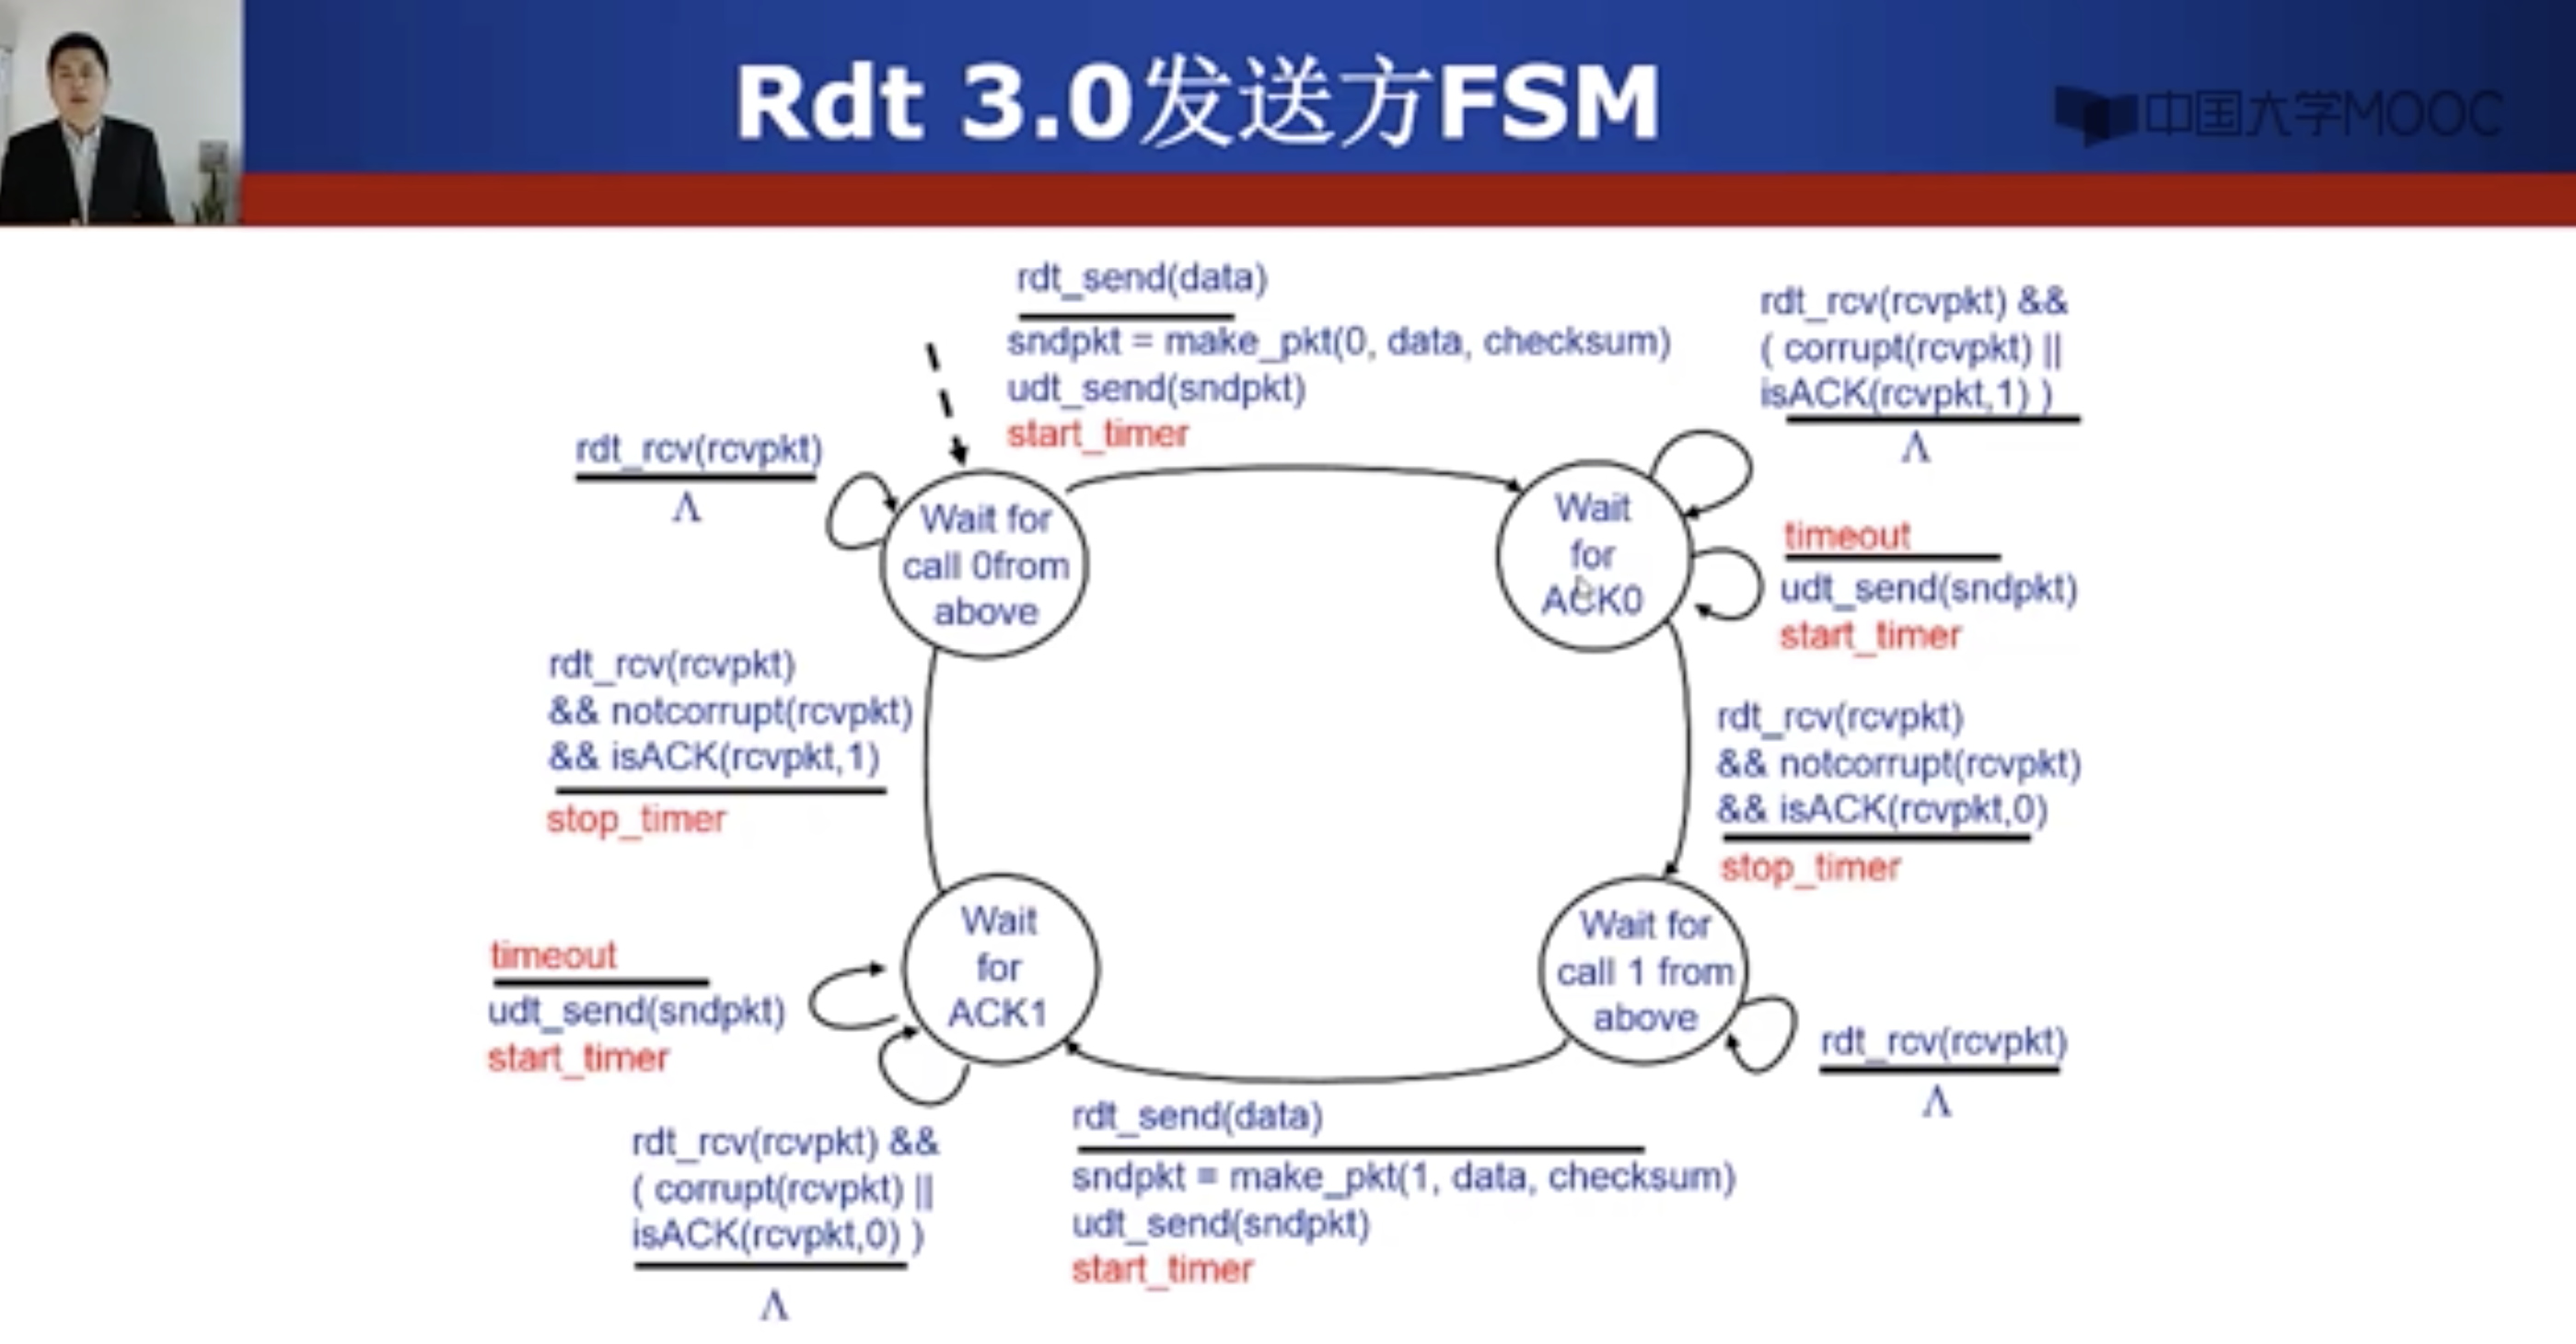 Rdt 3.0发送方FSM
中国大学MOOC
rdt_send(data)
sndpkt = make_pkt(0, data, checksum)
udt_send(sndpkt)
start_timer
rdt_rcv(rcvpkt) &&
( corrupt(rcvpkt) ||
isACK(rcvpkt,1) )
Λ
rdt_rcv(rcvpkt)
Λ
Wait for
call 0from
above
Wait
for
ACK0
timeout
udt_send(sndpkt)
start_timer
rdt_rcv(rcvpkt)
&& notcorrupt(rcvpkt)
&& isACK(rcvpkt,1)
stop_timer
rdt_rcv(rcvpkt)
&& notcorrupt(rcvpkt)
&& isACK(rcvpkt,0)
stop_timer
Wait
for
ACK1
Wait for
call 1 from
above
timeout
udt_send(sndpkt)
start_timer
rdt_rcv(rcvpkt)
Λ
rdt_rcv(rcvpkt) &&
( corrupt(rcvpkt) ||
isACK(rcvpkt,0) )
Λ
rdt_send(data)
sndpkt = make_pkt(1, data, checksum)
udt_send(sndpkt)
start_timer